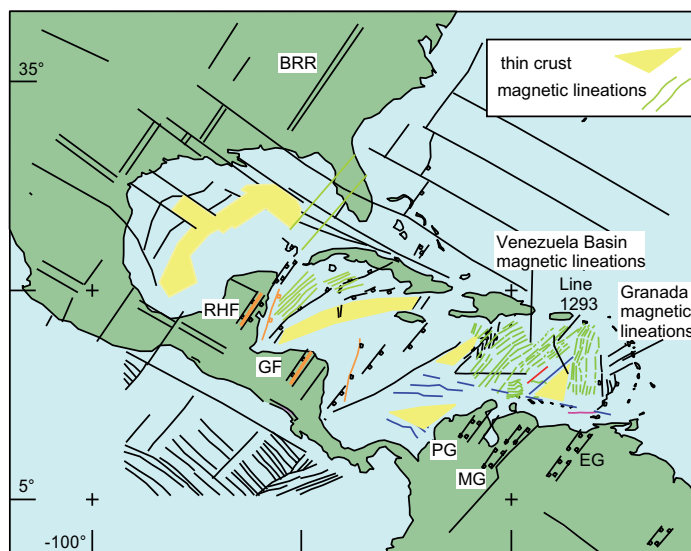 35°
BRR
thin crust
magnetic lineations
Venezuela Basin
magnetic lineations
Line
1293
Granada
magnetic
lineations
RHF
GF
PG
MG
EG
5°
-100°